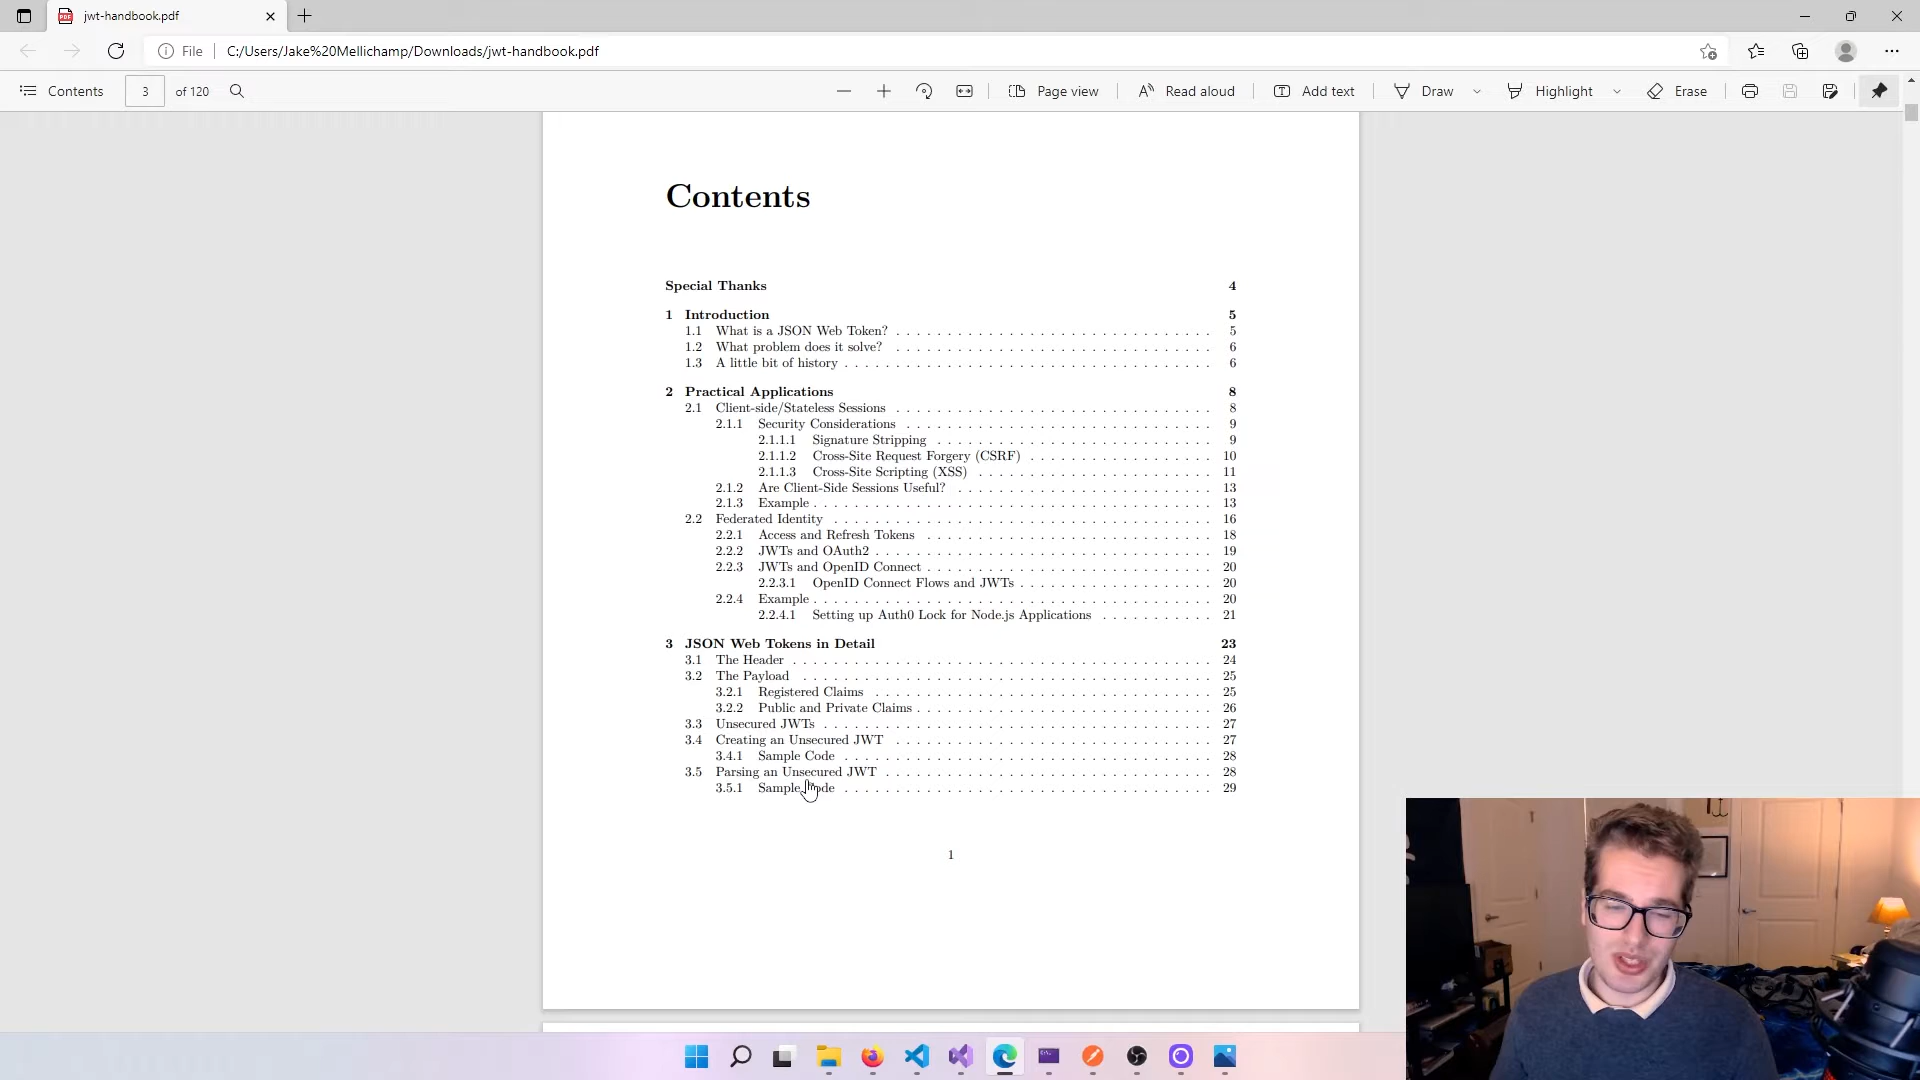 jwt-handbook.pdf
File
C:/Users/Jake%20Mellichamp/Downloads/jwt-handbook.pdf
Contents
3
of 120
Page view
Read aloud
Add text
Draw
Highlight
Erase
Contents
Special Thanks 4
1 Introduction 5
1.1 What is a JSON Web Token? . . . . . . . . . . . . . . . . . . . . . . . . . . . . . . 5
1.2 What problem does it solve? . . . . . . . . . . . . . . . . . . . . . . . . . . . . . . 6
1.3 A little bit of history . . . . . . . . . . . . . . . . . . . . . . . . . . . . . . . . . . . 6
2 Practical Applications 8
2.1 Client-side/Stateless Sessions . . . . . . . . . . . . . . . . . . . . . . . . . . . . . . 8
2.1.1 Security Considerations . . . . . . . . . . . . . . . . . . . . . . . . . . . . . 9
2.1.1.1 Signature Stripping . . . . . . . . . . . . . . . . . . . . . . . . . . 9
2.1.1.2 Cross-Site Request Forgery (CSRF) . . . . . . . . . . . . . . . . . 10
2.1.1.3 Cross-Site Scripting (XSS) . . . . . . . . . . . . . . . . . . . . . . 11
2.1.2 Are Client-Side Sessions Useful? . . . . . . . . . . . . . . . . . . . . . . . . 13
2.1.3 Example . . . . . . . . . . . . . . . . . . . . . . . . . . . . . . . . . . . . . 13
2.2 Federated Identity . . . . . . . . . . . . . . . . . . . . . . . . . . . . . . . . . . . . 16
2.2.1 Access and Refresh Tokens . . . . . . . . . . . . . . . . . . . . . . . . . . . 18
2.2.2 JWTs and OAuth2 . . . . . . . . . . . . . . . . . . . . . . . . . . . . . . . . 19
2.2.3 JWTs and OpenID Connect . . . . . . . . . . . . . . . . . . . . . . . . . . . 20
2.2.3.1 OpenID Connect Flows and JWTs . . . . . . . . . . . . . . . . . . 20
2.2.4 Example . . . . . . . . . . . . . . . . . . . . . . . . . . . . . . . . . . . . . 20
2.2.4.1 Setting up Auth0 Lock for Node.js Applications . . . . . . . . . . . 21
3 JSON Web Tokens in Detail 23
3.1 The Header . . . . . . . . . . . . . . . . . . . . . . . . . . . . . . . . . . . . . . . . 24
3.2 The Payload . . . . . . . . . . . . . . . . . . . . . . . . . . . . . . . . . . . . . . . 25
3.2.1 Registered Claims . . . . . . . . . . . . . . . . . . . . . . . . . . . . . . . . 25
3.2.2 Public and Private Claims . . . . . . . . . . . . . . . . . . . . . . . . . . . . 26
3.3 Unsecured JWTs . . . . . . . . . . . . . . . . . . . . . . . . . . . . . . . . . . . . . 27
3.4 Creating an Unsecured JWT . . . . . . . . . . . . . . . . . . . . . . . . . . . . . . 27
3.4.1 Sample Code . . . . . . . . . . . . . . . . . . . . . . . . . . . . . . . . . . . 28
3.5 Parsing an Unsecured JWT . . . . . . . . . . . . . . . . . . . . . . . . . . . . . . . 28
3.5.1 Sample Code . . . . . . . . . . . . . . . . . . . . . . . . . . . . . . . . . . . 29
1